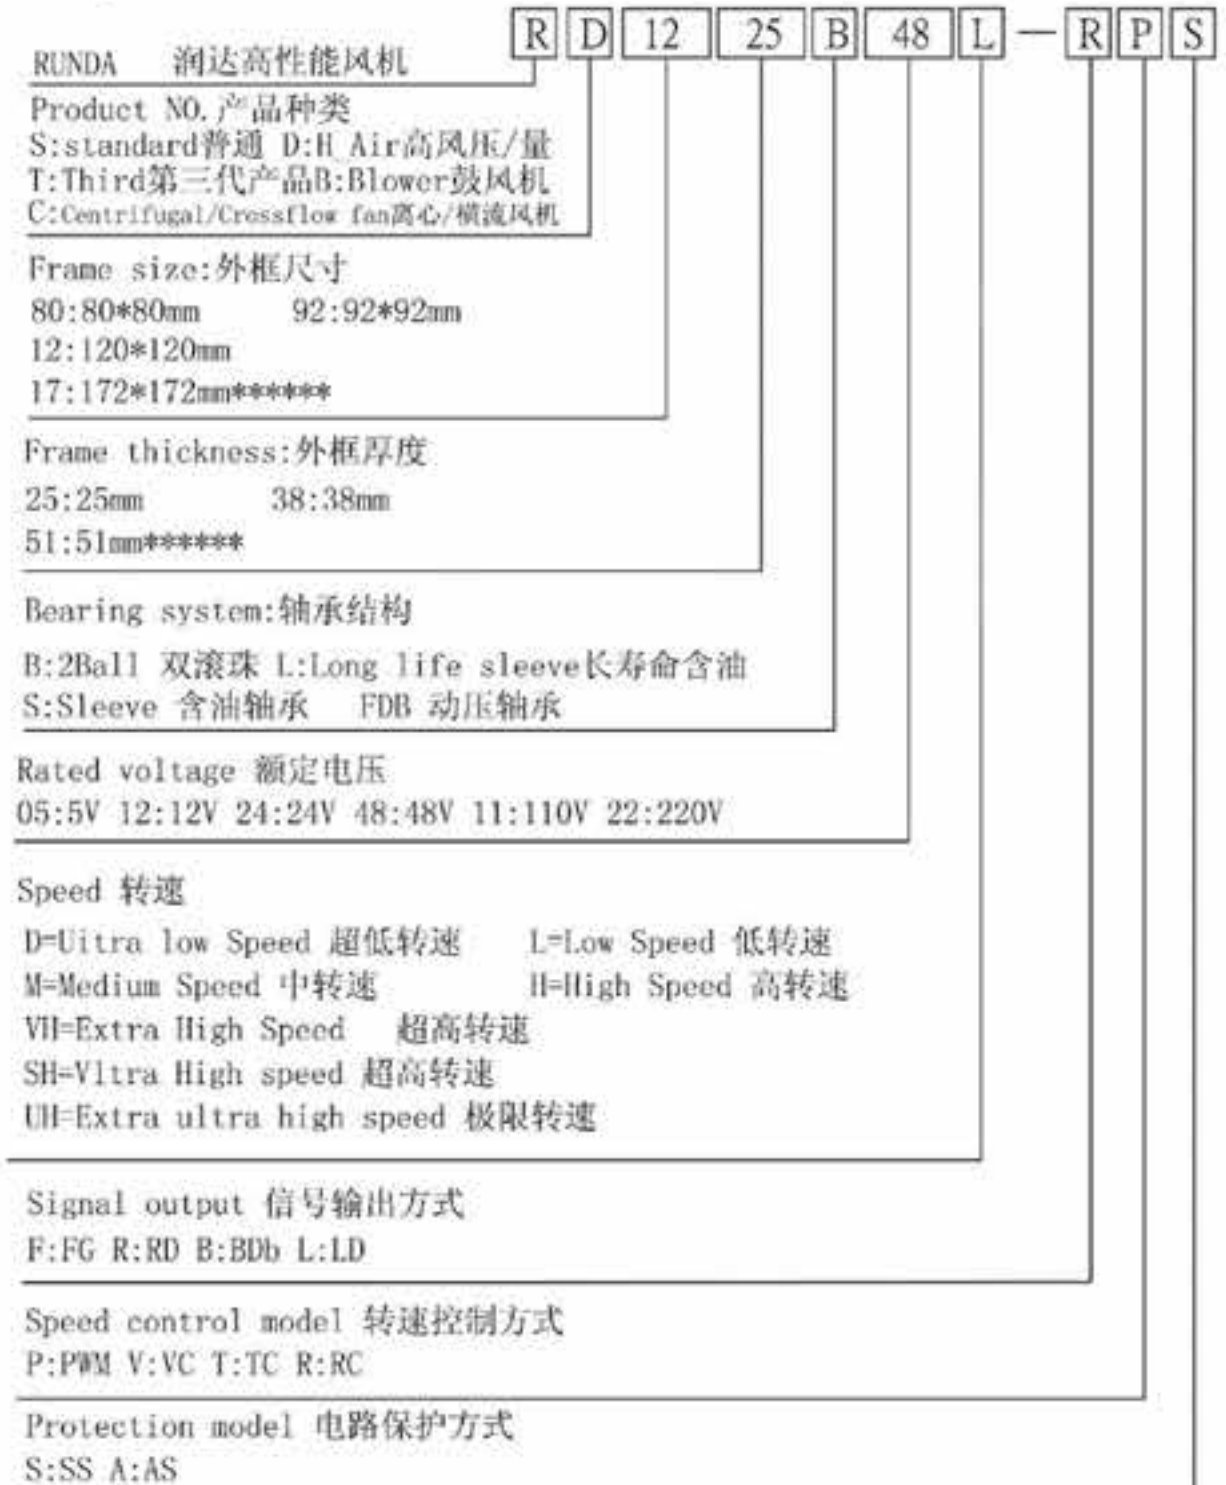 R D 12 25 B 48 L — R P S
RUNDA 润达高性能风机
Product NO.产品种类
S:standard普通 D:H Air高风压/量
T:Third第三代产品B:Blower鼓风机
C:Centrifugal/Crossflow fan离心/横流风机
Frame size:外框尺寸
80:80*80mm 92:92*92mm
12:120*120mm
17:172*172mm******
Frame thickness:外框厚度
25:25mm 38:38mm
51:51mm******
Bearing system:轴承结构
B:2Ball 双滚珠 L:Long life sleeve长寿命含油
S:Sleeve 含油轴承 FDB 动压轴承
Rated voltage 额定电压
05:5V 12:12V 24:24V 48:48V 11:110V 22:220V
Speed 转速
D=Uitra low Speed 超低转速 L=Low Speed 低转速
M=Medium Speed 中转速 H=High Speed 高转速
VH=Extra High Speed 超高转速
SH=Vltra High speed 超高转速
UH=Extra ultra high speed 极限转速
Signal output 信号输出方式
F:FG R:RD B:BDb L:LD
Speed control model 转速控制方式
P:PWM V:VC T:TC R:RC
Protection model 电路保护方式
S:SS A:AS